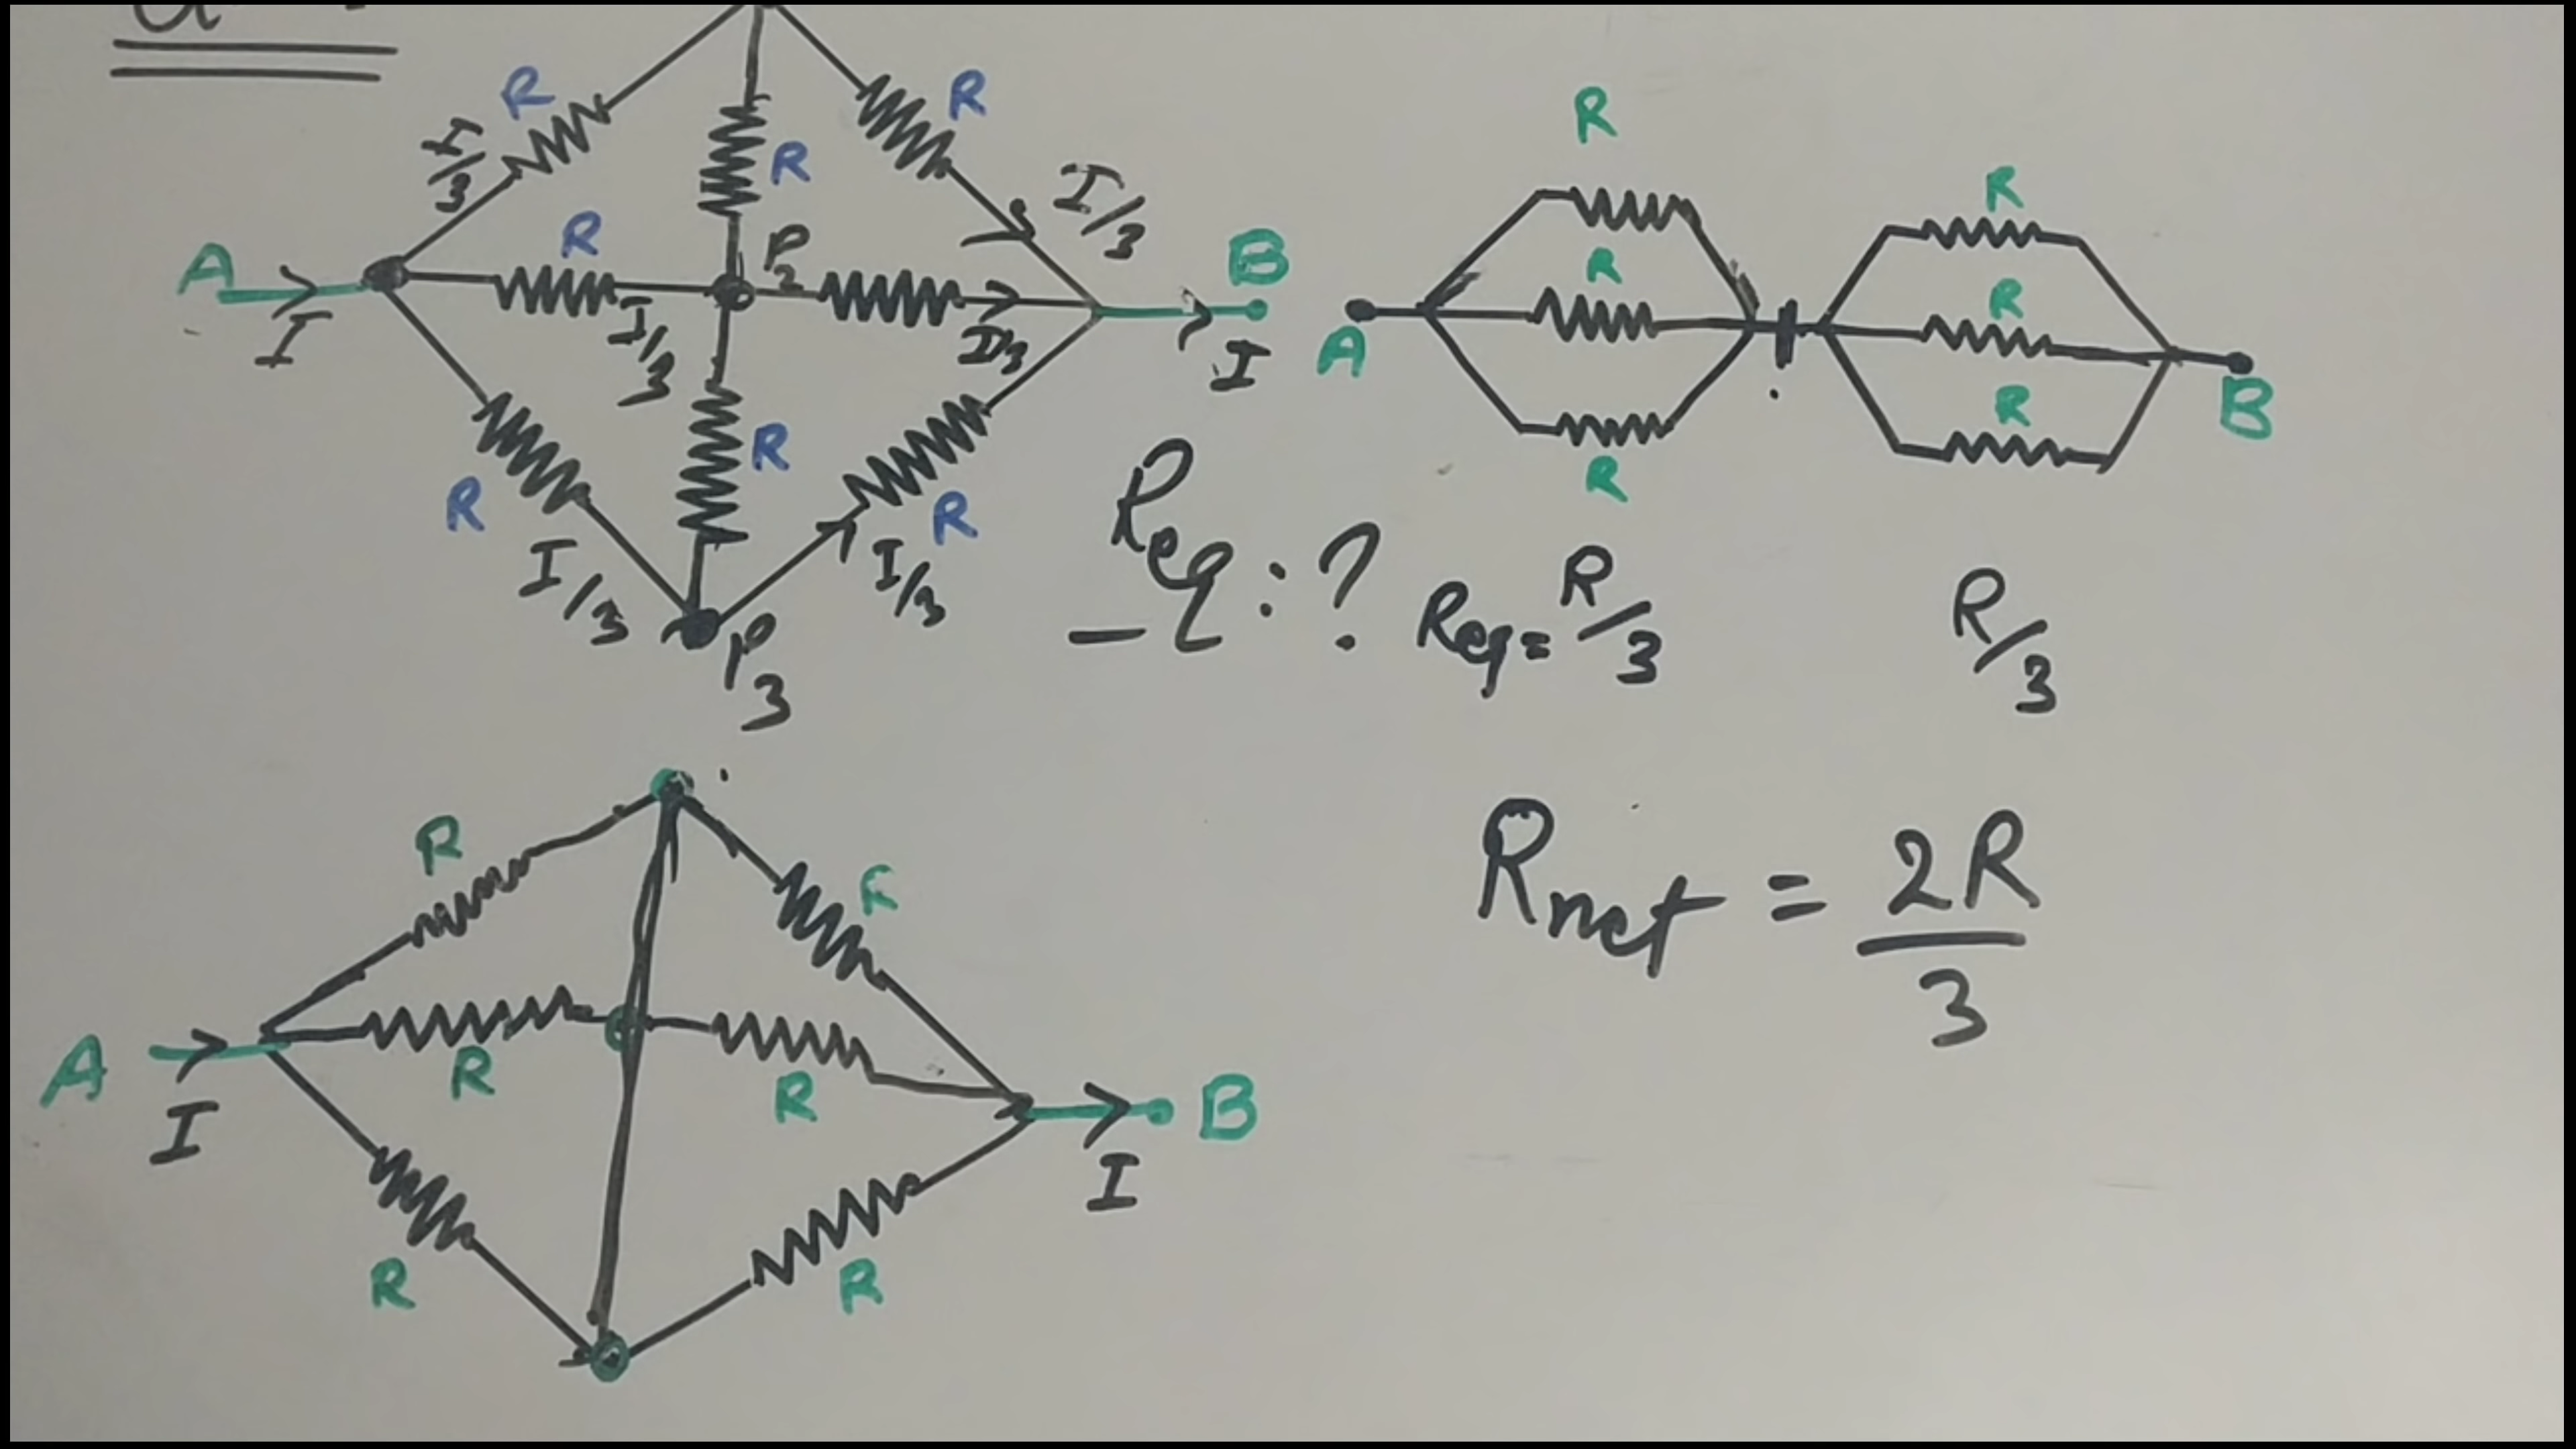 R
R
I/3
R
I/3
R
P2
A
B
I
I/3
I/3
I
R
R
R
I/3
I/3
P3
Req : ?
R
R
R
R
A
R
R
B
Req = R/3
R/3
Rnet = 2R/3
R
R
A
R
R
B
I
I
R
R